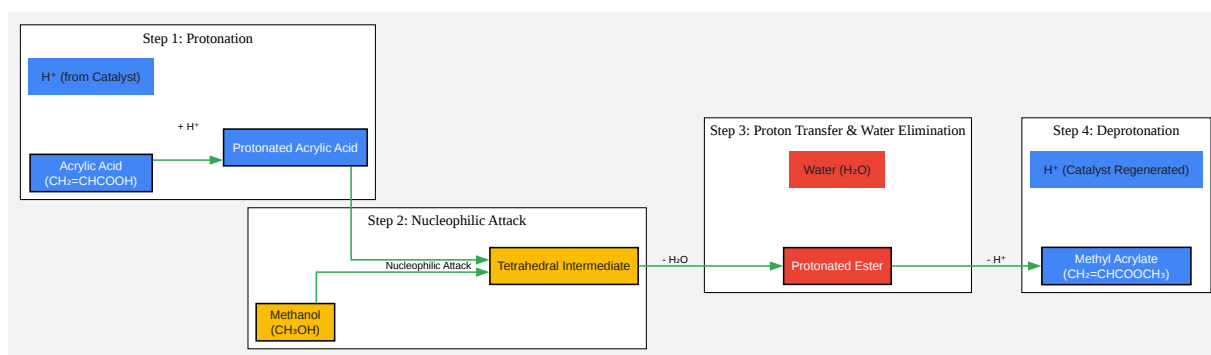 Step 1: Protonation
H⁺ (from Catalyst)
+ H⁺
Protonated Acrylic Acid
Acrylic Acid
(CH₂=CHCOOH)
Step 2: Nucleophilic Attack
Nucleophilic Attack
Tetrahedral Intermediate
Methanol
(CH₃OH)
- H₂O
Step 3: Proton Transfer & Water Elimination
Water (H₂O)
Protonated Ester
- H⁺
Step 4: Deprotonation
H⁺ (Catalyst Regenerated)
Methyl Acrylate
(CH₂=CHCOOCH₃)